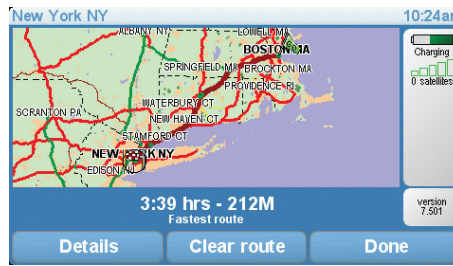 New York NY
10:24am
ALBANY NY
LOWELL MA
BOSTON MA
Charging
SPRINGFIELD MA
BROCKTON MA
0 satellites
PROVIDENCE RI
SCRANTON PA
WATERBURY CT
NEW HAVEN CT
STAMFORD CT
NEW YORK NY
EDISON NJ
3:39 hrs - 212M
Fastest route
version
7.501
Details
Clear route
Done